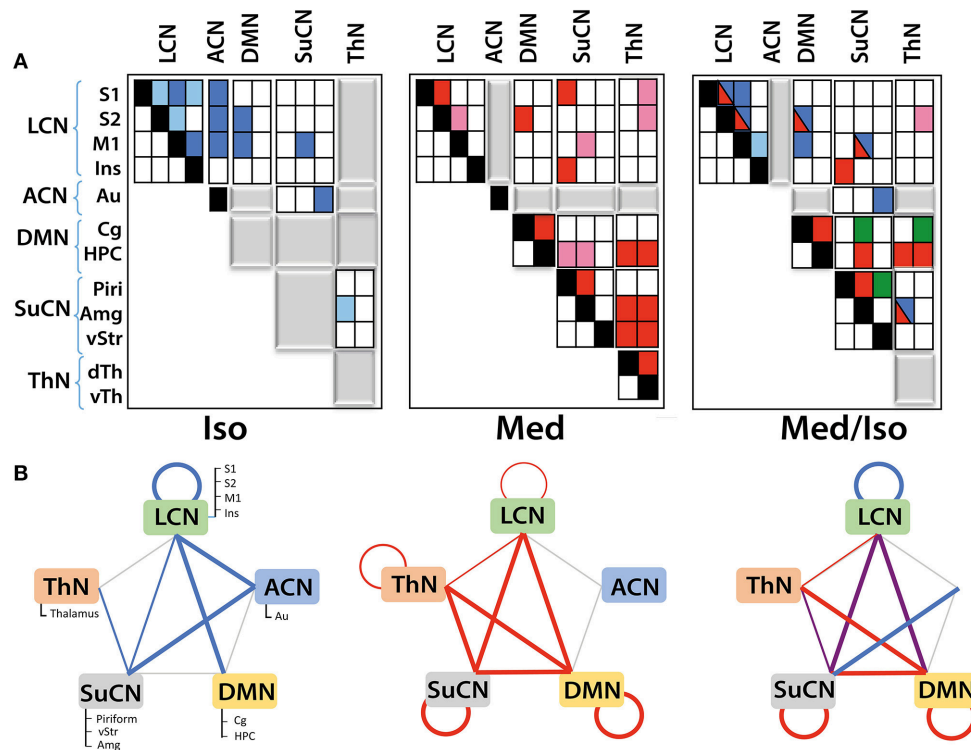 LCN ACN DMN SuCN ThN LCN ACN DMN SuCN ThN LCN ACN DMN SuCN ThN
A
S1
LCN S2
M1
Ins
ACN Au
DMN Cg
HPC
Piri
SuCN Amg
vStr
ThN dTh
vTh
Iso Med Med/Iso
B
S1
S2
M1
Ins
LCN LCN LCN
ThN ACN ThN ACN ThN
Thalamus Au
SuCN DMN SuCN DMN SuCN DMN
Piriform Cg
vStr HPC
Amg